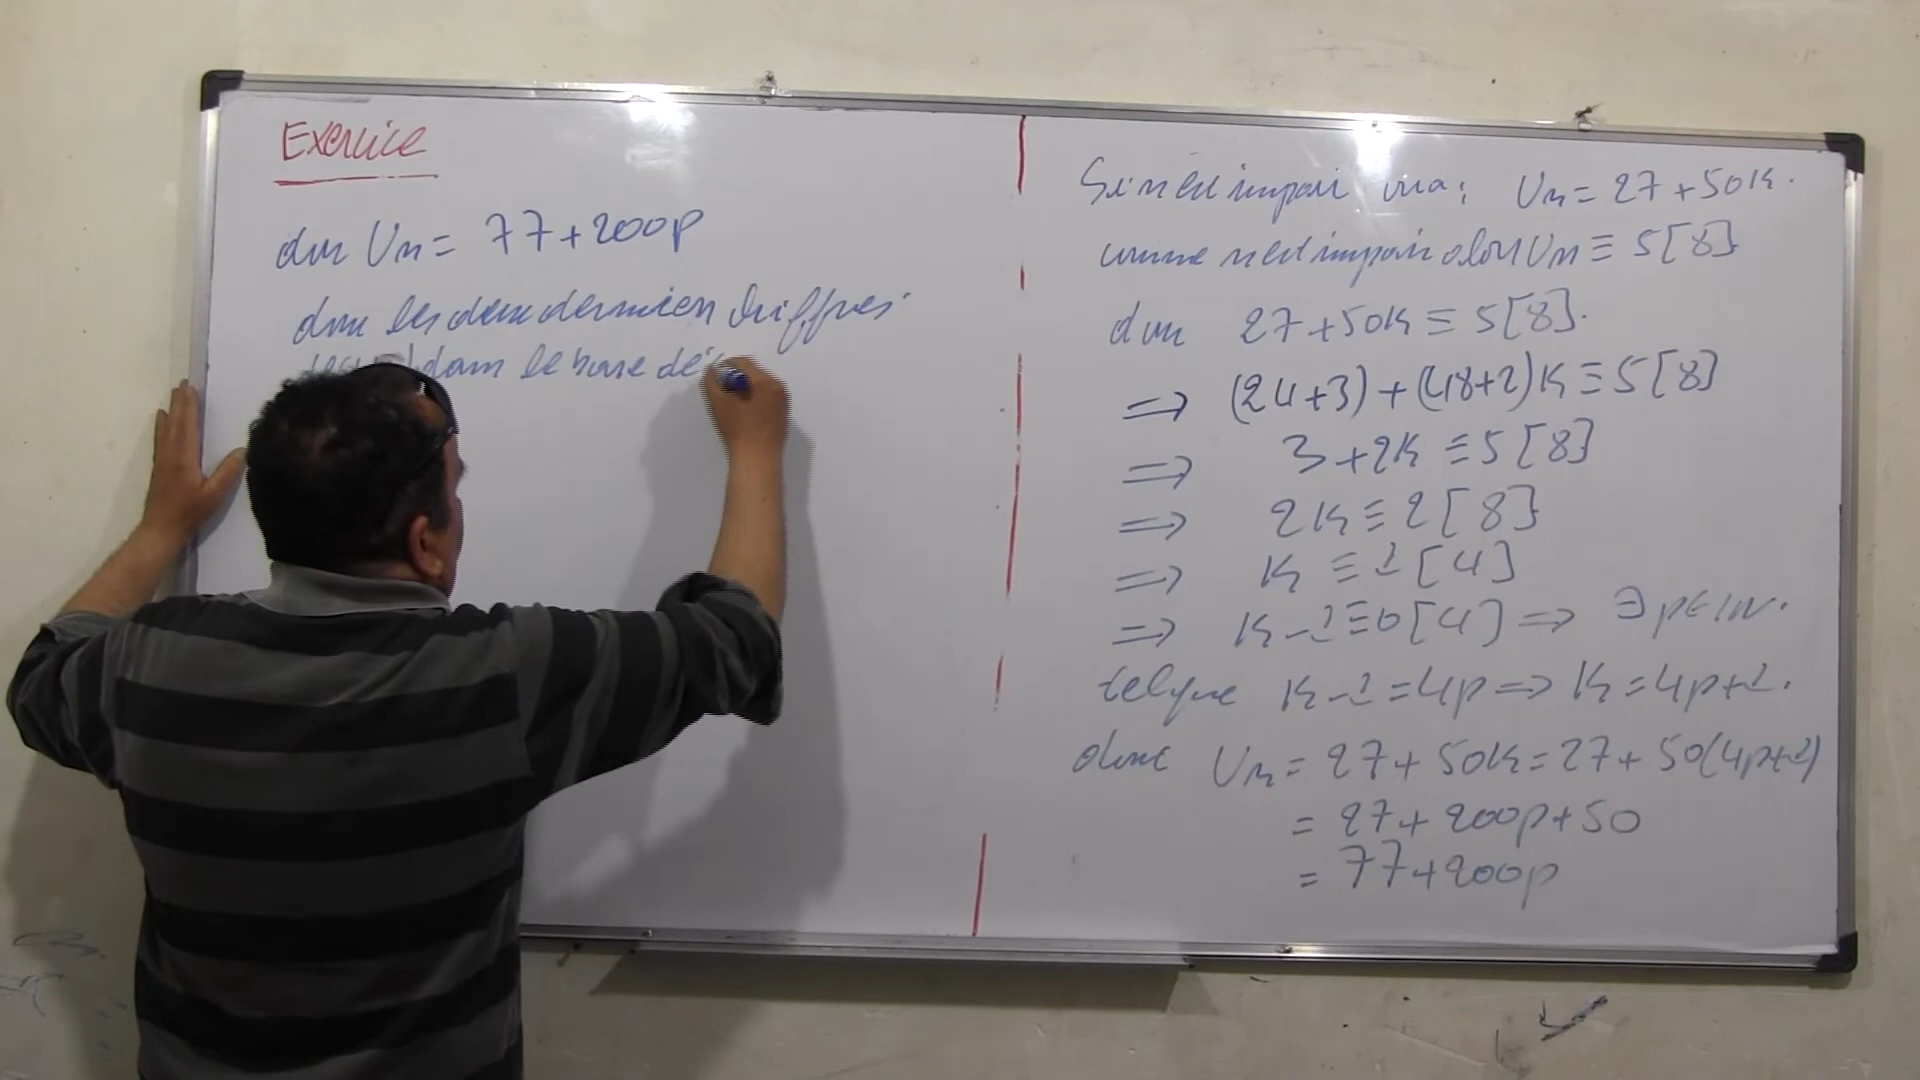 Exercice
donc Un = 77+200p
donc les deux derniers chiffres
dans le base déc
Si n est impair on a : Un = 27 + 50K.
comme n est impair alors Un ≡ 5[8]
donc 27 + 50K ≡ 5[8].
⟹ (24+3) + (48+2)K ≡ 5[8]
⟹ 3 + 2K ≡ 5[8]
⟹ 2K ≡ 2[8]
⟹ K ≡ 1[4]
⟹ K-1 ≡ 0[4] ⟹ ∃ p ∈ IN.
tel que K-1 = 4p ⟹ K = 4p+1.
donc Un = 27 + 50K = 27 + 50(4p+1)
= 27 + 200p + 50
= 77 + 200p